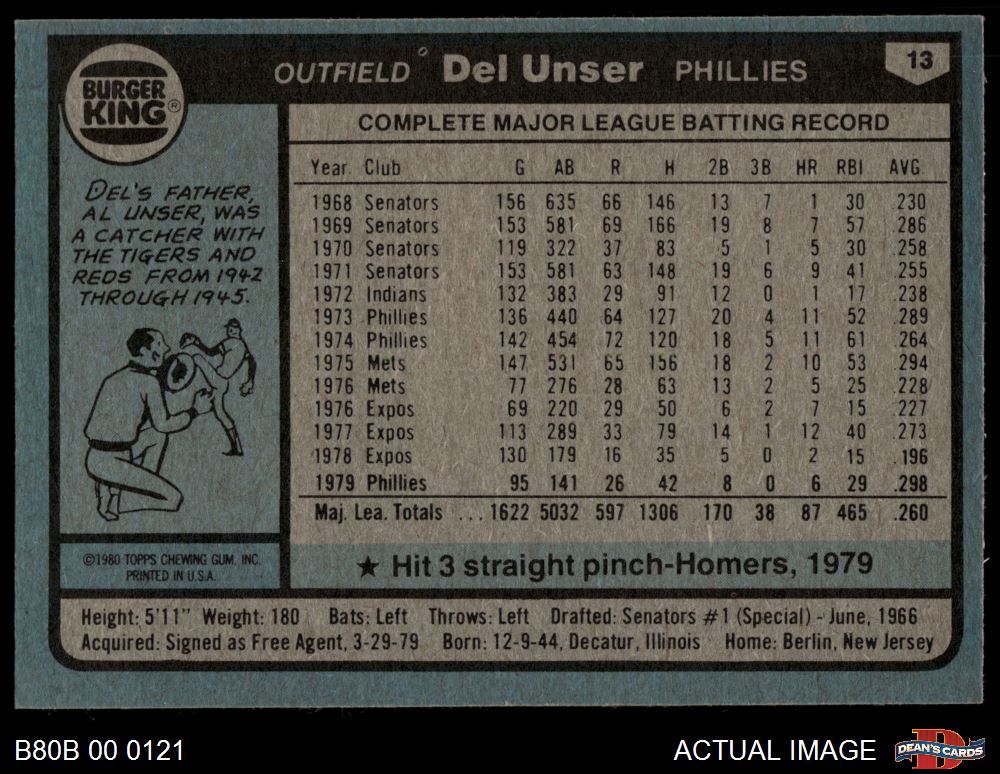 BURGER
KING®
OUTFIELD Del Unser PHILLIES
13
COMPLETE MAJOR LEAGUE BATTING RECORD
Year Club G AB R H 2B 3B HR RBI AVG.
1968 Senators 156 635 66 146 13 7 1 30 .230
1969 Senators 153 581 69 166 19 8 7 57 .286
1970 Senators 119 322 37 83 5 1 5 30 .258
1971 Senators 153 581 63 148 19 6 9 41 .255
1972 Indians 132 383 29 91 12 0 1 17 .238
1973 Phillies 136 440 64 127 20 4 11 52 .289
1974 Phillies 142 454 72 120 18 5 11 61 .264
1975 Mets 147 531 65 156 18 2 10 53 .294
1976 Mets 77 276 28 63 13 2 5 25 .228
1976 Expos 69 220 29 50 6 2 7 15 .227
1977 Expos 113 289 33 79 14 1 12 40 .273
1978 Expos 130 179 16 35 5 0 2 15 .196
1979 Phillies 95 141 26 42 8 0 6 29 .298
Maj. Lea. Totals ... 1622 5032 597 1306 170 38 87 465 .260
★ Hit 3 straight pinch-Homers, 1979
DEL'S FATHER,
AL UNSER, WAS
A CATCHER WITH
THE TIGERS AND
REDS FROM 1942
THROUGH 1945.
©1980 TOPPS CHEWING GUM, INC.
PRINTED IN U.S.A.
Height: 5'11" Weight: 180 Bats: Left Throws: Left Drafted: Senators #1 (Special) - June, 1966
Acquired: Signed as Free Agent, 3-29-79 Born: 12-9-44, Decatur, Illinois Home: Berlin, New Jersey
B80B 00 0121
ACTUAL IMAGE
D
DEAN'S CARDS